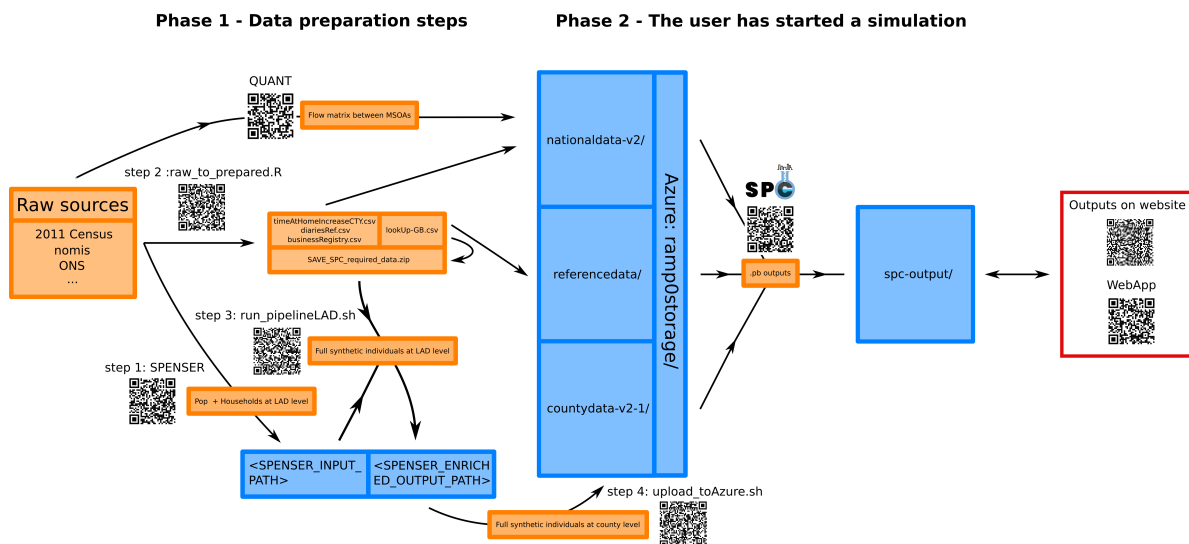 Phase 1 - Data preparation steps
Phase 2 - The user has started a simulation
QUANT
Flow matrix between MSOAs
step 2 :raw_to_prepared.R
Raw sources
2011 Census
nomis
ONS
...
timeAtHomeIncreaseCTY.csv
diariesRef.csv
businessRegistry.csv
lookUp-GB.csv
SAVE_SPC_required_data.zip
step 3: run_pipelineLAD.sh
Full synthetic individuals at LAD level
step 1: SPENSER
Pop + Households at LAD level
<SPENSER_INPUT_
PATH>
<SPENSER_ENRICH
ED_OUTPUT_PATH>
step 4: upload_toAzure.sh
Full synthetic individuals at county level
nationaldata-v2/
referencedata/
countydata-v2-1/
Azure: ramp0storage/
SPC
.pb outputs
spc-output/
Outputs on website
WebApp